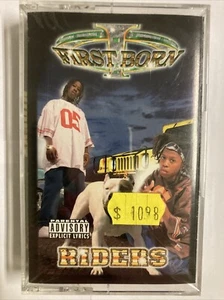 I
FIRST BORN
05
$ 1098
PARENTAL
ADVISORY
EXPLICIT LYRICS
RIDERS